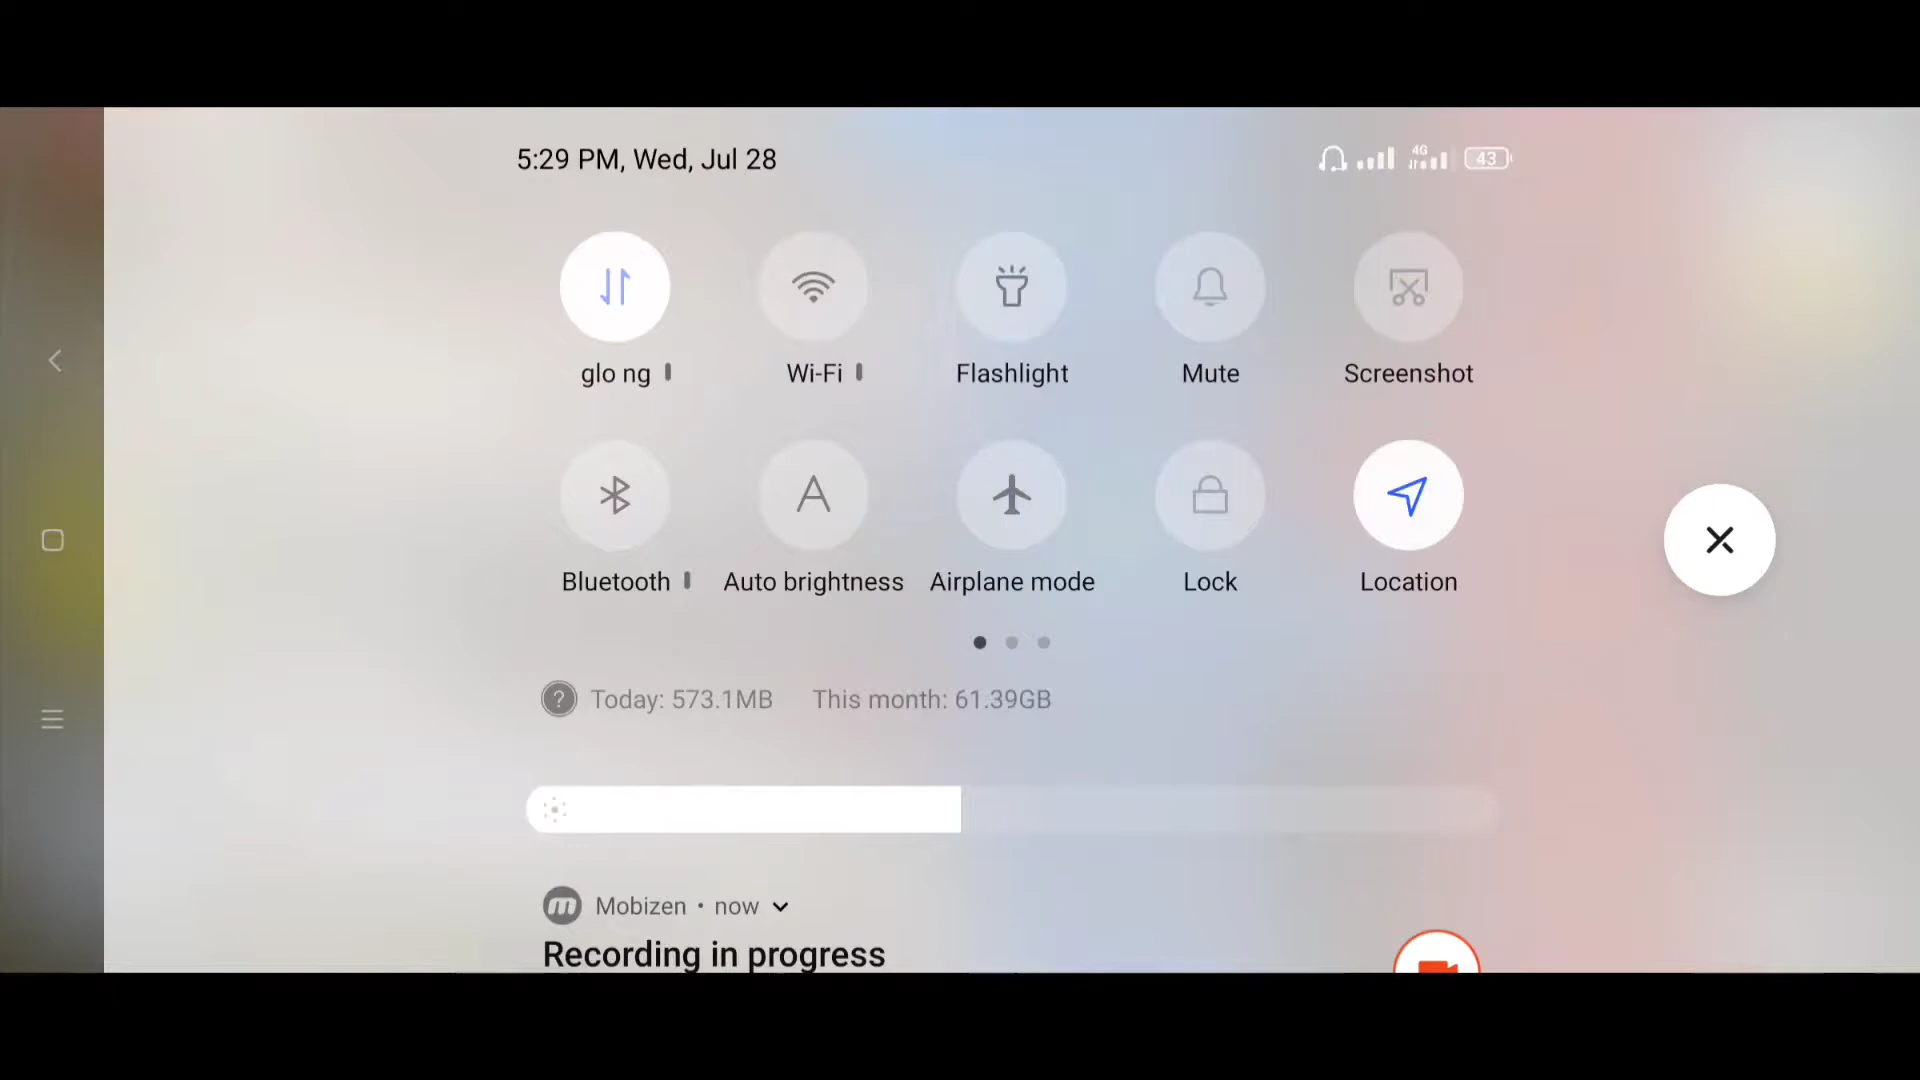 5:29 PM, Wed, Jul 28
4G
43
glo ng
Wi-Fi
Flashlight
Mute
Screenshot
Bluetooth
Auto brightness
Airplane mode
Lock
Location
? Today: 573.1MB This month: 61.39GB
Mobizen • now
Recording in progress